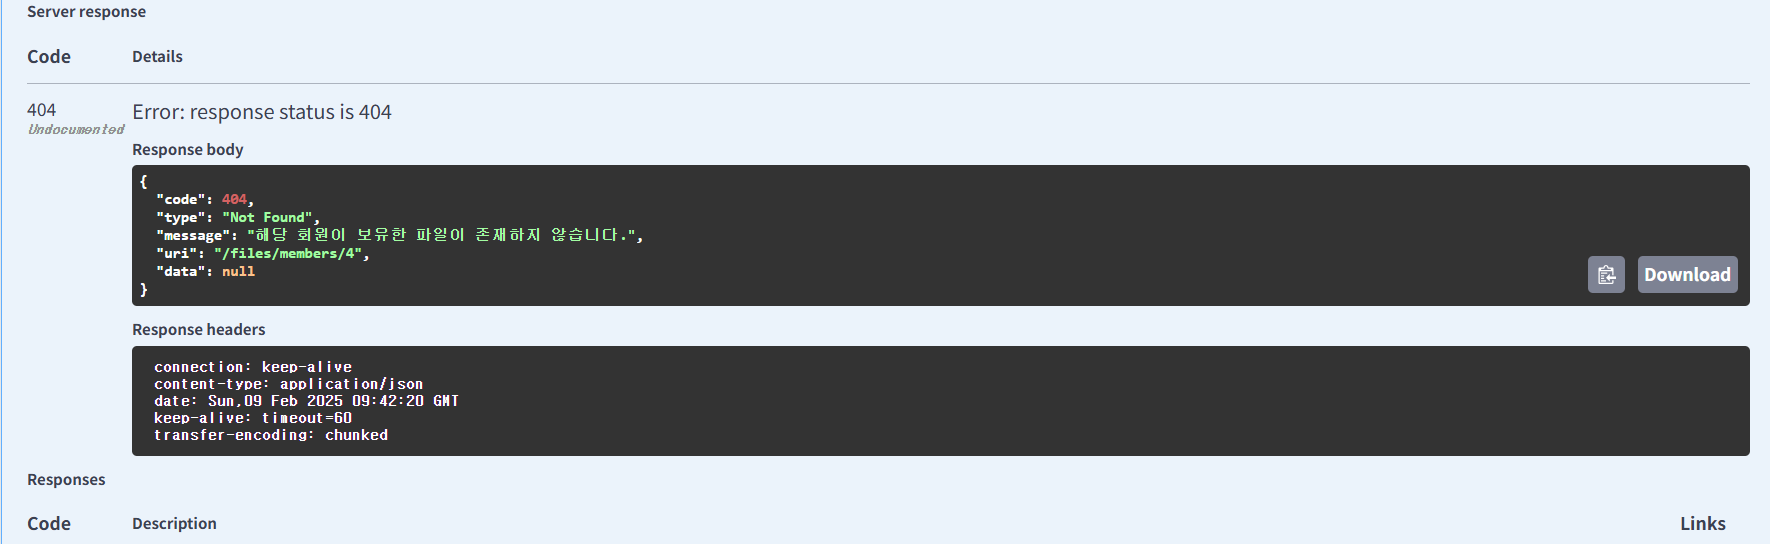 Server response
Code Details
404 Error: response status is 404
Undocumented
Response body
{
"code": 404,
"type": "Not Found",
"message": "해당 회원이 보유한 파일이 존재하지 않습니다.",
"uri": "/files/members/4",
"data": null
}
Download
Response headers
connection: keep-alive
content-type: application/json
date: Sun,09 Feb 2025 09:42:20 GMT
keep-alive: timeout=60
transfer-encoding: chunked
Responses
Code Description Links